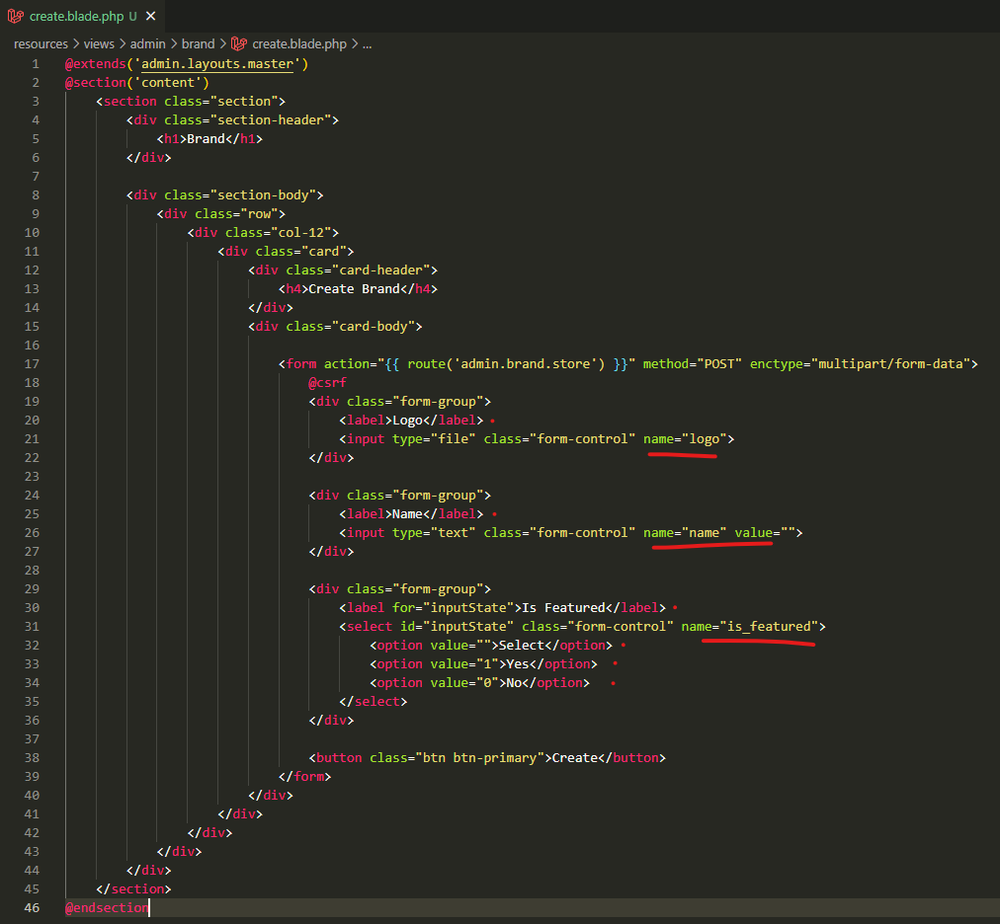 create.blade.php U ×
resources > views > admin > brand > create.blade.php > ...
1 @extends('admin.layouts.master')
2 @section('content')
3 <section class="section">
4 <div class="section-header">
5 <h1>Brand</h1>
6 </div>
7
8 <div class="section-body">
9 <div class="row">
10 <div class="col-12">
11 <div class="card">
12 <div class="card-header">
13 <h4>Create Brand</h4>
14 </div>
15 <div class="card-body">
16
17 <form action="{{ route('admin.brand.store') }}" method="POST" enctype="multipart/form-data">
18 @csrf
19 <div class="form-group">
20 <label>Logo</label>
21 <input type="file" class="form-control" name="logo">
22 </div>
23
24 <div class="form-group">
25 <label>Name</label>
26 <input type="text" class="form-control" name="name" value="">
27 </div>
28
29 <div class="form-group">
30 <label for="inputState">Is Featured</label>
31 <select id="inputState" class="form-control" name="is_featured">
32 <option value="">Select</option>
33 <option value="1">Yes</option>
34 <option value="0">No</option>
35 </select>
36 </div>
37
38 <button class="btn btn-primary">Create</button>
39 </form>
40 </div>
41 </div>
42 </div>
43 </div>
44 </div>
45 </section>
46 @endsection